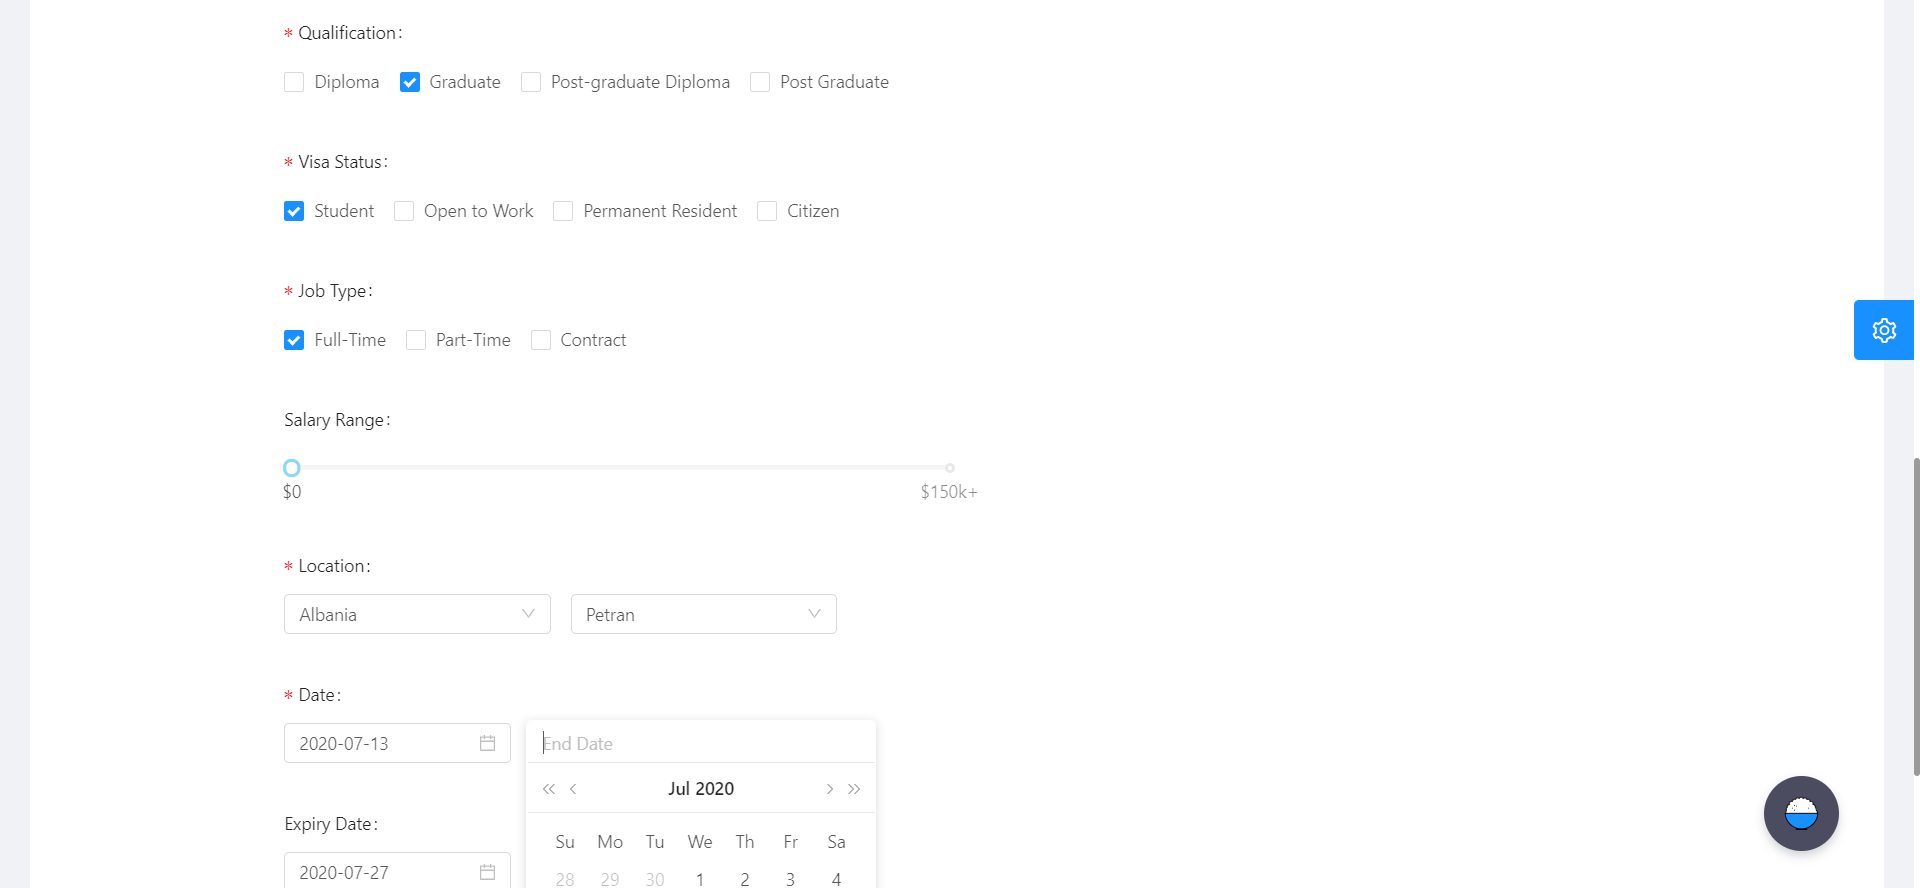 * Qualification:
Diploma Graduate Post-graduate Diploma Post Graduate
* Visa Status:
Student Open to Work Permanent Resident Citizen
* Job Type:
Full-Time Part-Time Contract
Salary Range:
$0 $150k+
* Location:
Albania Petran
* Date:
2020-07-13 End Date
Jul 2020
Expiry Date:
Su Mo Tu We Th Fr Sa
2020-07-27 28 29 30 1 2 3 4